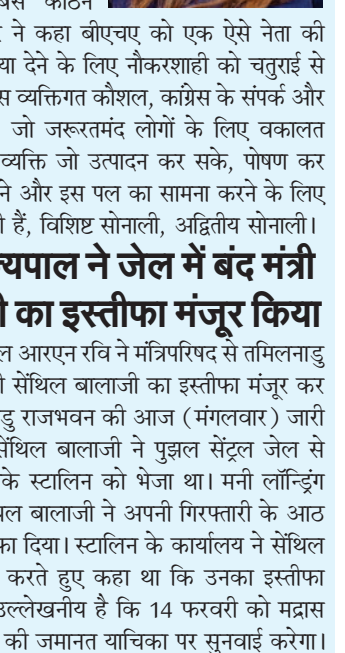 कठिन
ने कहा बीएचए को एक ऐसे नेता की
देने के लिए नौकरशाही को चतुराई से
व्यक्तिगत कौशल, कांग्रेस के संपर्क और
जो जरूरतमंद लोगों के लिए वकालत
व्यक्ति जो उत्पादन कर सके, पोषण कर
ने और इस पल का सामना करने के लिए
हैं, विशिष्ट सोनाली, अद्वितीय सोनाली।
यपाल ने जेल में बंद मंत्री
का इस्तीफा मंजूर किया
ल आरएन रवि ने मंत्रिपरिषद से तमिलनाडु
सेंथिल बालाजी का इस्तीफा मंजूर कर
डु राजभवन की आज (मंगलवार) जारी
सेंथिल बालाजी ने पुझल सेंट्रल जेल से
के स्टालिन को भेजा था। मनी लॉन्ड्रिंग
बालाजी ने अपनी गिरफ्तारी के आठ
का दिया। स्टालिन के कार्यालय ने सेंथिल
करते हुए कहा था कि उनका इस्तीफा
उल्लेखनीय है कि 14 फरवरी को मद्रास
की जमानत याचिका पर सुनवाई करेगा।